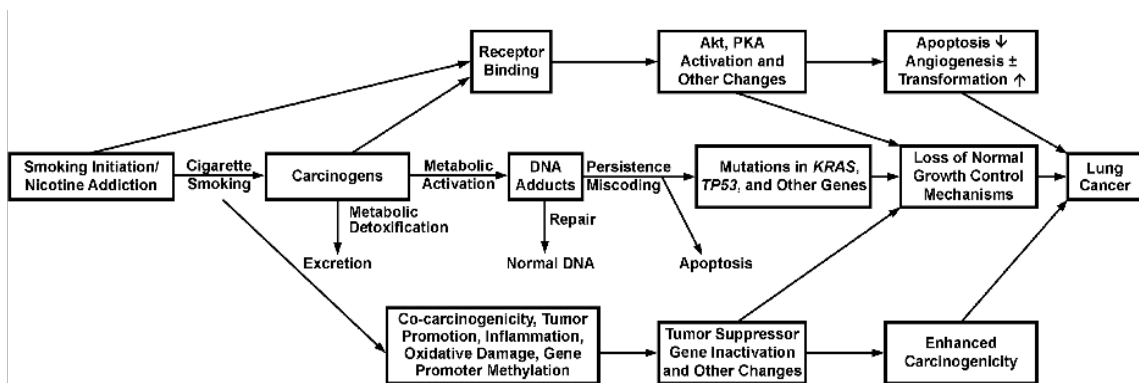 Receptor
Binding
Akt, PKA
Activation and
Other Changes
Apoptosis ↓
Angiogenesis ±
Transformation ↑
Smoking Initiation/
Nicotine Addiction
Cigarette
Smoking
Carcinogens
Metabolic
Activation
DNA
Adducts
Persistence
Miscoding
Mutations in KRAS,
TP53, and Other Genes
Loss of Normal
Growth Control
Mechanisms
Lung
Cancer
Metabolic
Detoxification
Repair
Excretion
Normal DNA
Apoptosis
Co-carcinogenicity, Tumor
Promotion, Inflammation,
Oxidative Damage, Gene
Promoter Methylation
Tumor Suppressor
Gene Inactivation
and Other Changes
Enhanced
Carcinogenicity